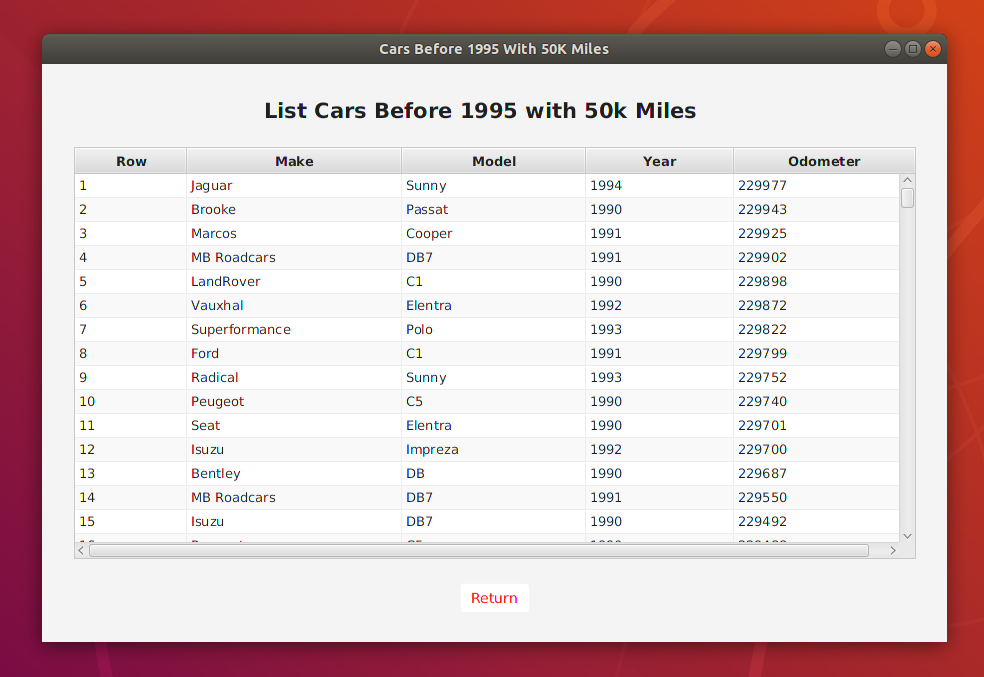 Cars Before 1995 With 50K Miles
List Cars Before 1995 with 50k Miles
Row Make Model Year Odometer
1 Jaguar Sunny 1994 229977
2 Brooke Passat 1990 229943
3 Marcos Cooper 1991 229925
4 MB Roadcars DB7 1991 229902
5 LandRover C1 1990 229898
6 Vauxhal Elentra 1992 229872
7 Superformance Polo 1993 229822
8 Ford C1 1991 229799
9 Radical Sunny 1993 229752
10 Peugeot C5 1990 229740
11 Seat Elentra 1990 229701
12 Isuzu Impreza 1992 229700
13 Bentley DB 1990 229687
14 MB Roadcars DB7 1991 229550
15 Isuzu DB7 1990 229492
Return